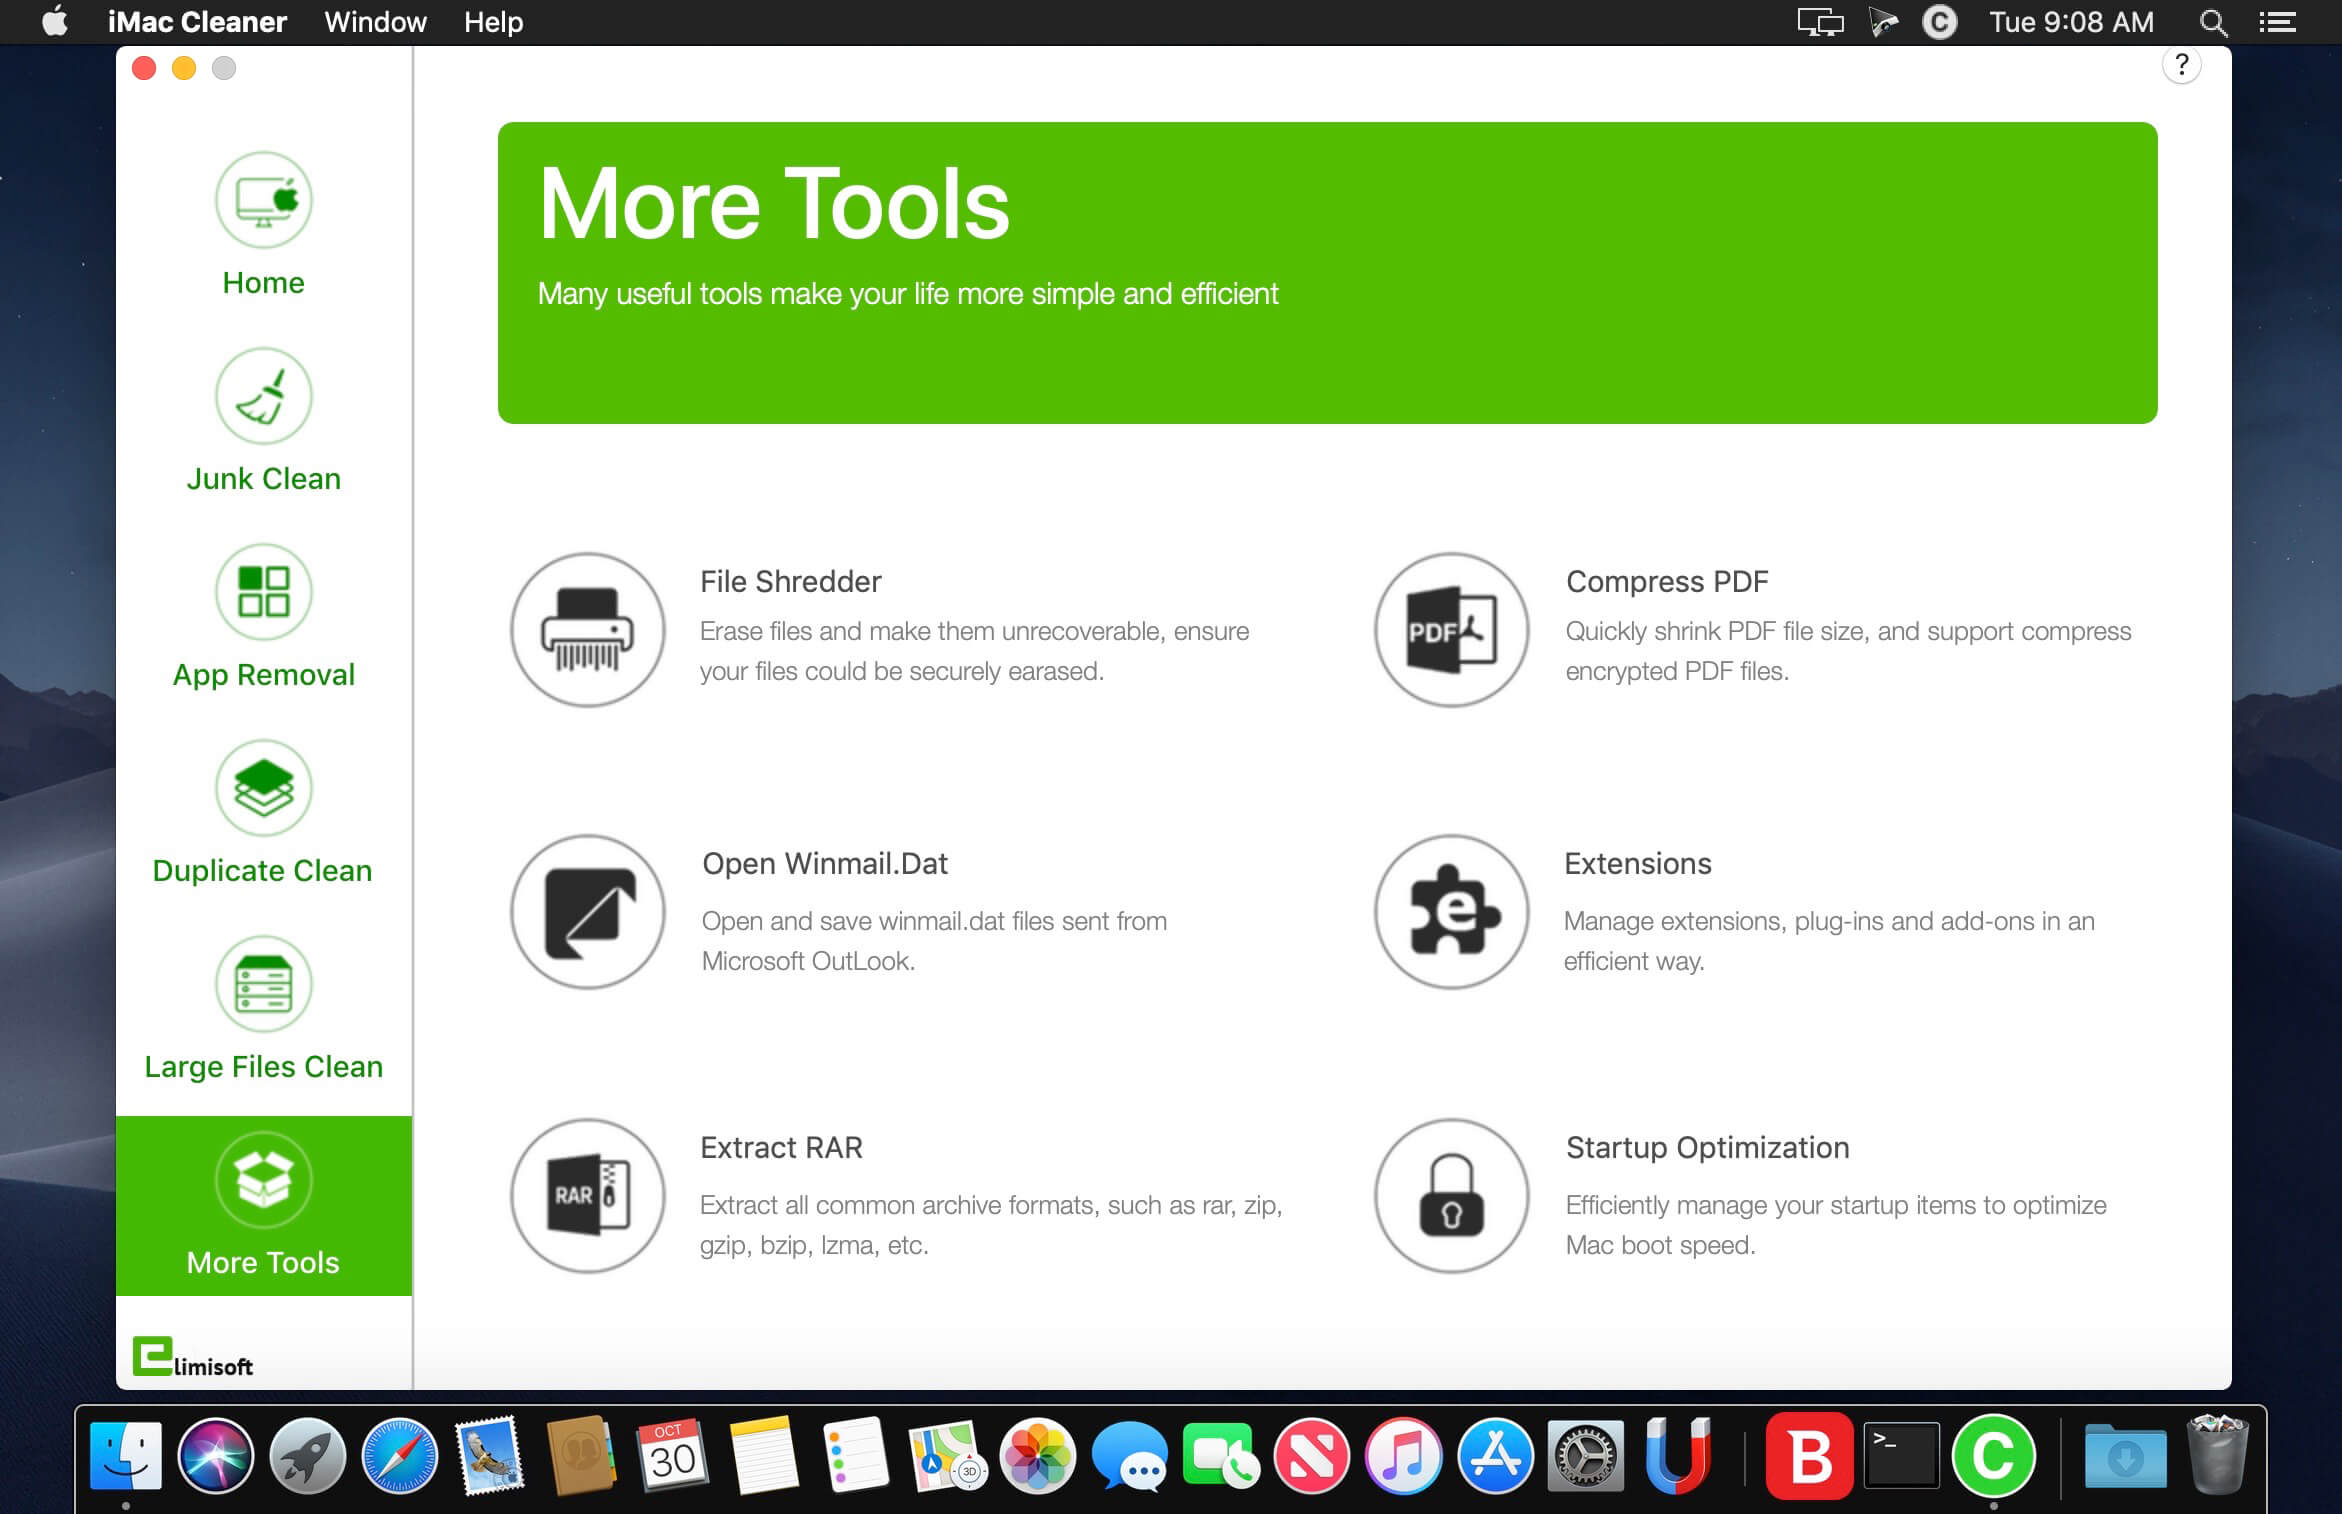 iMac Cleaner Window Help
C Tue 9:08 AM
?
Home
Junk Clean
App Removal
Duplicate Clean
Large Files Clean
More Tools
elimisoft
More Tools
Many useful tools make your life more simple and efficient
File Shredder
Erase files and make them unrecoverable, ensure
your files could be securely earased.
PDF
Compress PDF
Quickly shrink PDF file size, and support compress
encrypted PDF files.
Open Winmail.Dat
Open and save winmail.dat files sent from
Microsoft OutLook.
e
Extensions
Manage extensions, plug-ins and add-ons in an
efficient way.
RAR
Extract RAR
Extract all common archive formats, such as rar, zip,
gzip, bzip, lzma, etc.
Startup Optimization
Efficiently manage your startup items to optimize
Mac boot speed.
OCT
30
3D
B
>_
C